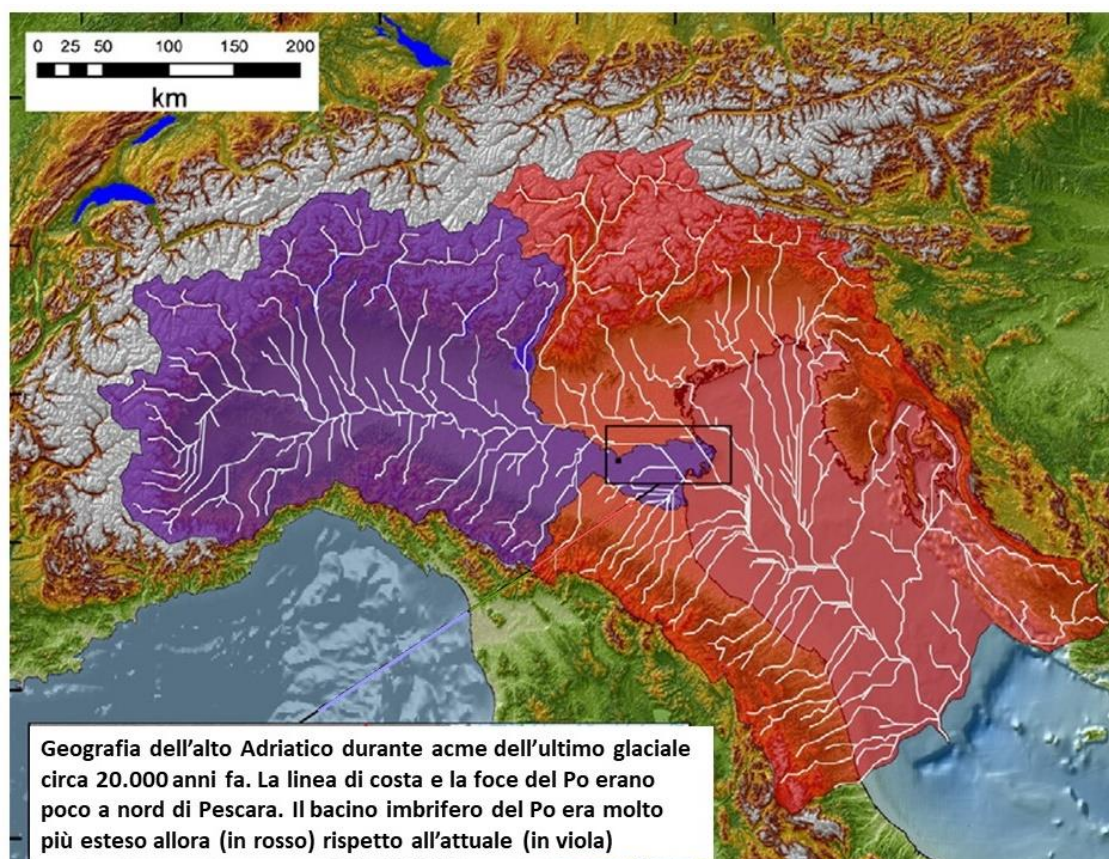 0 25 50 100 150 200
km
Geografia dell'alto Adriatico durante acme dell'ultimo glaciale
circa 20.000 anni fa. La linea di costa e la foce del Po erano
poco a nord di Pescara. Il bacino imbrifero del Po era molto
più esteso allora (in rosso) rispetto all'attuale (in viola)